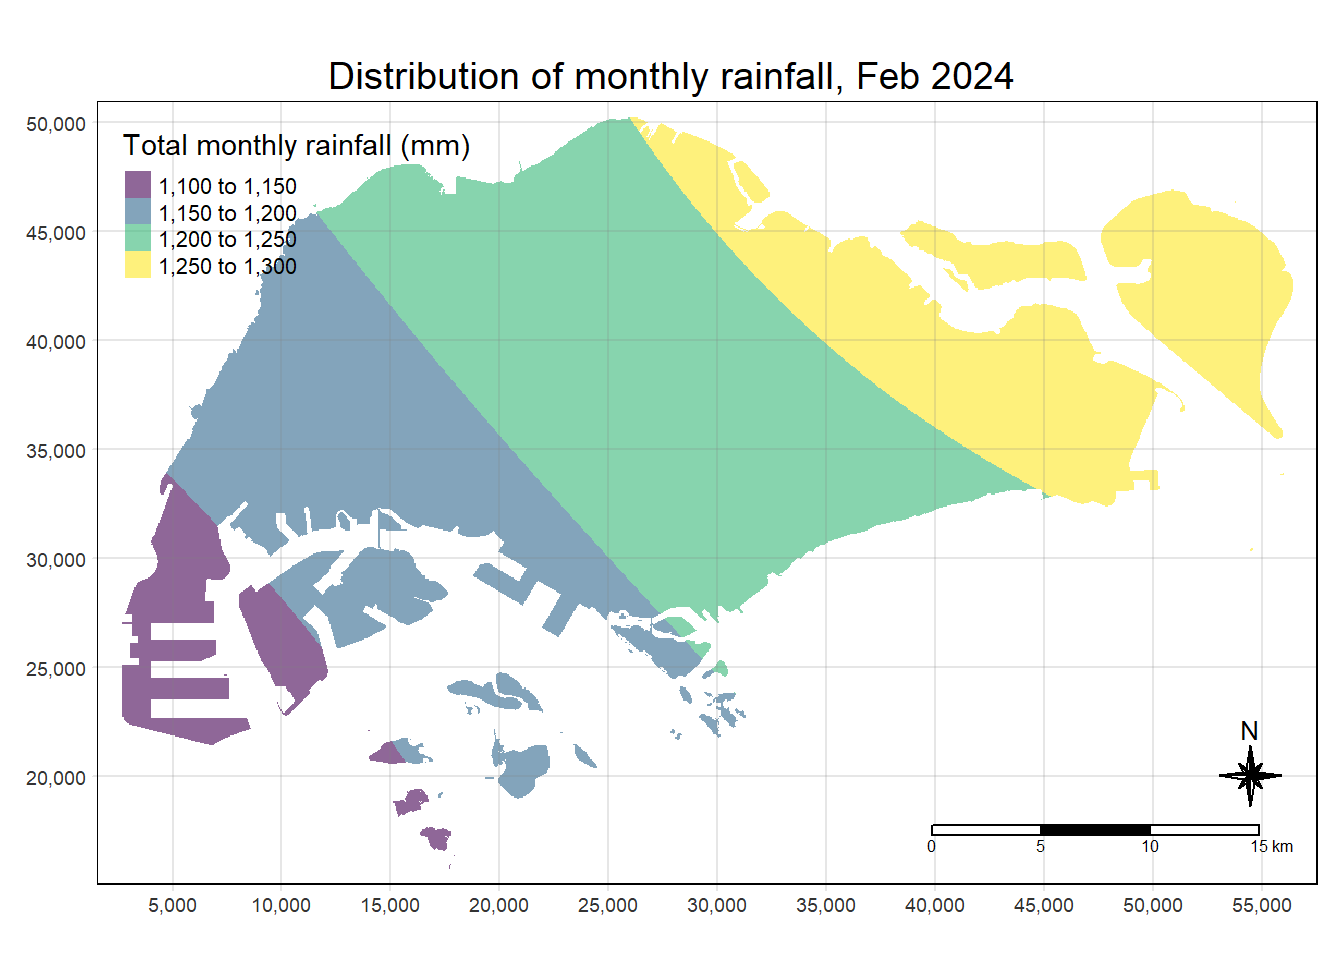 Distribution of monthly rainfall, Feb 2024
50,000
45,000
40,000
35,000
30,000
25,000
20,000
Total monthly rainfall (mm)
1,100 to 1,150
1,150 to 1,200
1,200 to 1,250
1,250 to 1,300
N
0 5 10 15 km
5,000 10,000 15,000 20,000 25,000 30,000 35,000 40,000 45,000 50,000 55,000